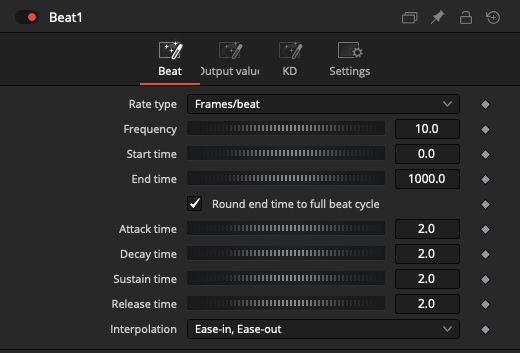 Beat1
Beat Output value KD Settings
Rate type Frames/beat
Frequency 10.0
Start time 0.0
End time 1000.0
Round end time to full beat cycle
Attack time 2.0
Decay time 2.0
Sustain time 2.0
Release time 2.0
Interpolation Ease-in, Ease-out